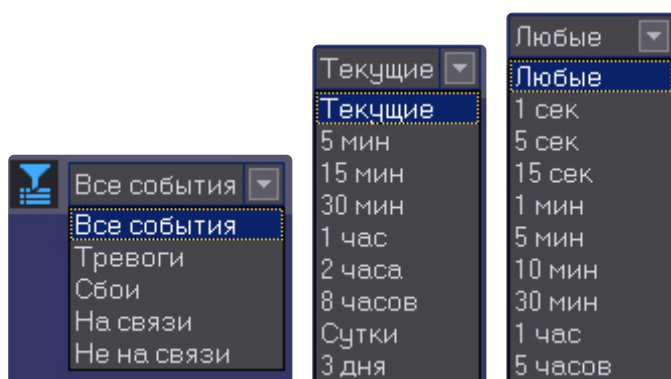 Все события
Все события
Тревоги
Сбои
На связи
Не на связи
Текущие
Текущие
5 мин
15 мин
30 мин
1 час
2 часа
8 часов
Сутки
3 дня
Любые
Любые
1 сек
5 сек
15 сек
1 мин
5 мин
10 мин
30 мин
1 час
5 часов